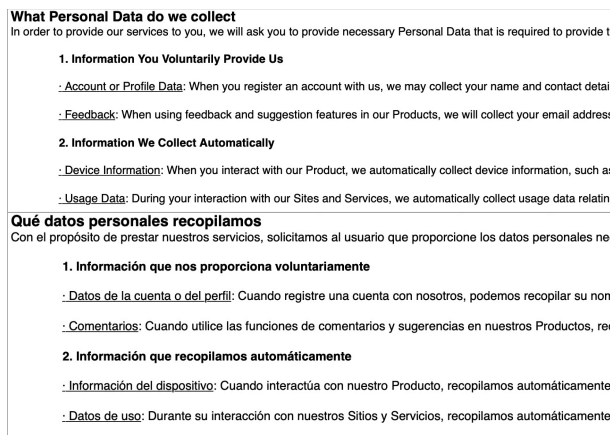 What Personal Data do we collect
In order to provide our services to you, we will ask you to provide necessary Personal Data that is required to provide
1. Information You Voluntarily Provide Us
· Account or Profile Data: When you register an account with us, we may collect your name and contact
· Feedback: When using feedback and suggestion features in our Products, we will collect your email
2. Information We Collect Automatically
· Device Information: When you interact with our Product, we automatically collect device information, such
· Usage Data: During your interaction with our Sites and Services, we automatically collect usage data
Qué datos personales recopilamos
Con el propósito de prestar nuestros servicios, solicitamos al usuario que proporcione los datos personales
1. Información que nos proporciona voluntariamente
· Datos de la cuenta o del perfil: Cuando registre una cuenta con nosotros, podemos recopilar su
· Comentarios: Cuando utilice las funciones de comentarios y sugerencias en nuestros Productos,
2. Información que recopilamos automáticamente
· Información del dispositivo: Cuando interactúa con nuestro Producto, recopilamos automáticamente
· Datos de uso: Durante su interacción con nuestros Sitios y Servicios, recopilamos automáticamente